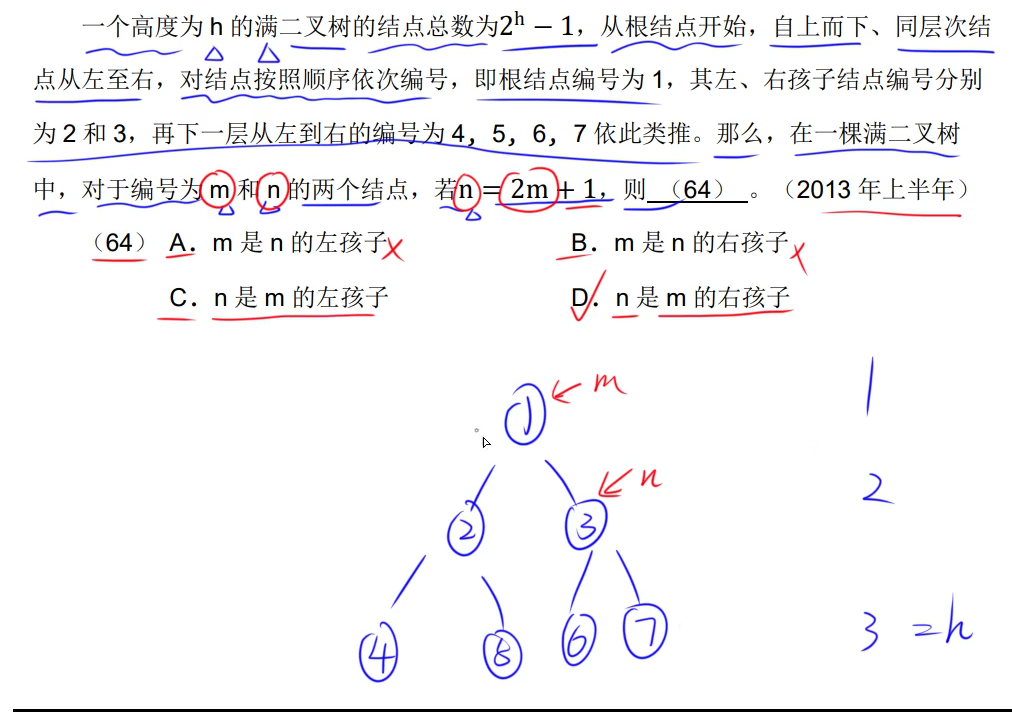 一个高度为 h 的满二叉树的结点总数为2ʰ − 1，从根结点开始，自上而下、同层次结
点从左至右，对结点按照顺序依次编号，即根结点编号为 1，其左、右孩子结点编号分别
为 2 和 3，再下一层从左到右的编号为 4，5，6，7 依此类推。那么，在一棵满二叉树
中，对于编号为 m 和 n 的两个结点，若n = 2m + 1，则 （64） 。（2013 年上半年）
（64） A．m 是 n 的左孩子 B．m 是 n 的右孩子
C．n 是 m 的左孩子 D．n 是 m 的右孩子
1 m 1
2 3 n 2
4 6 7 3 =h